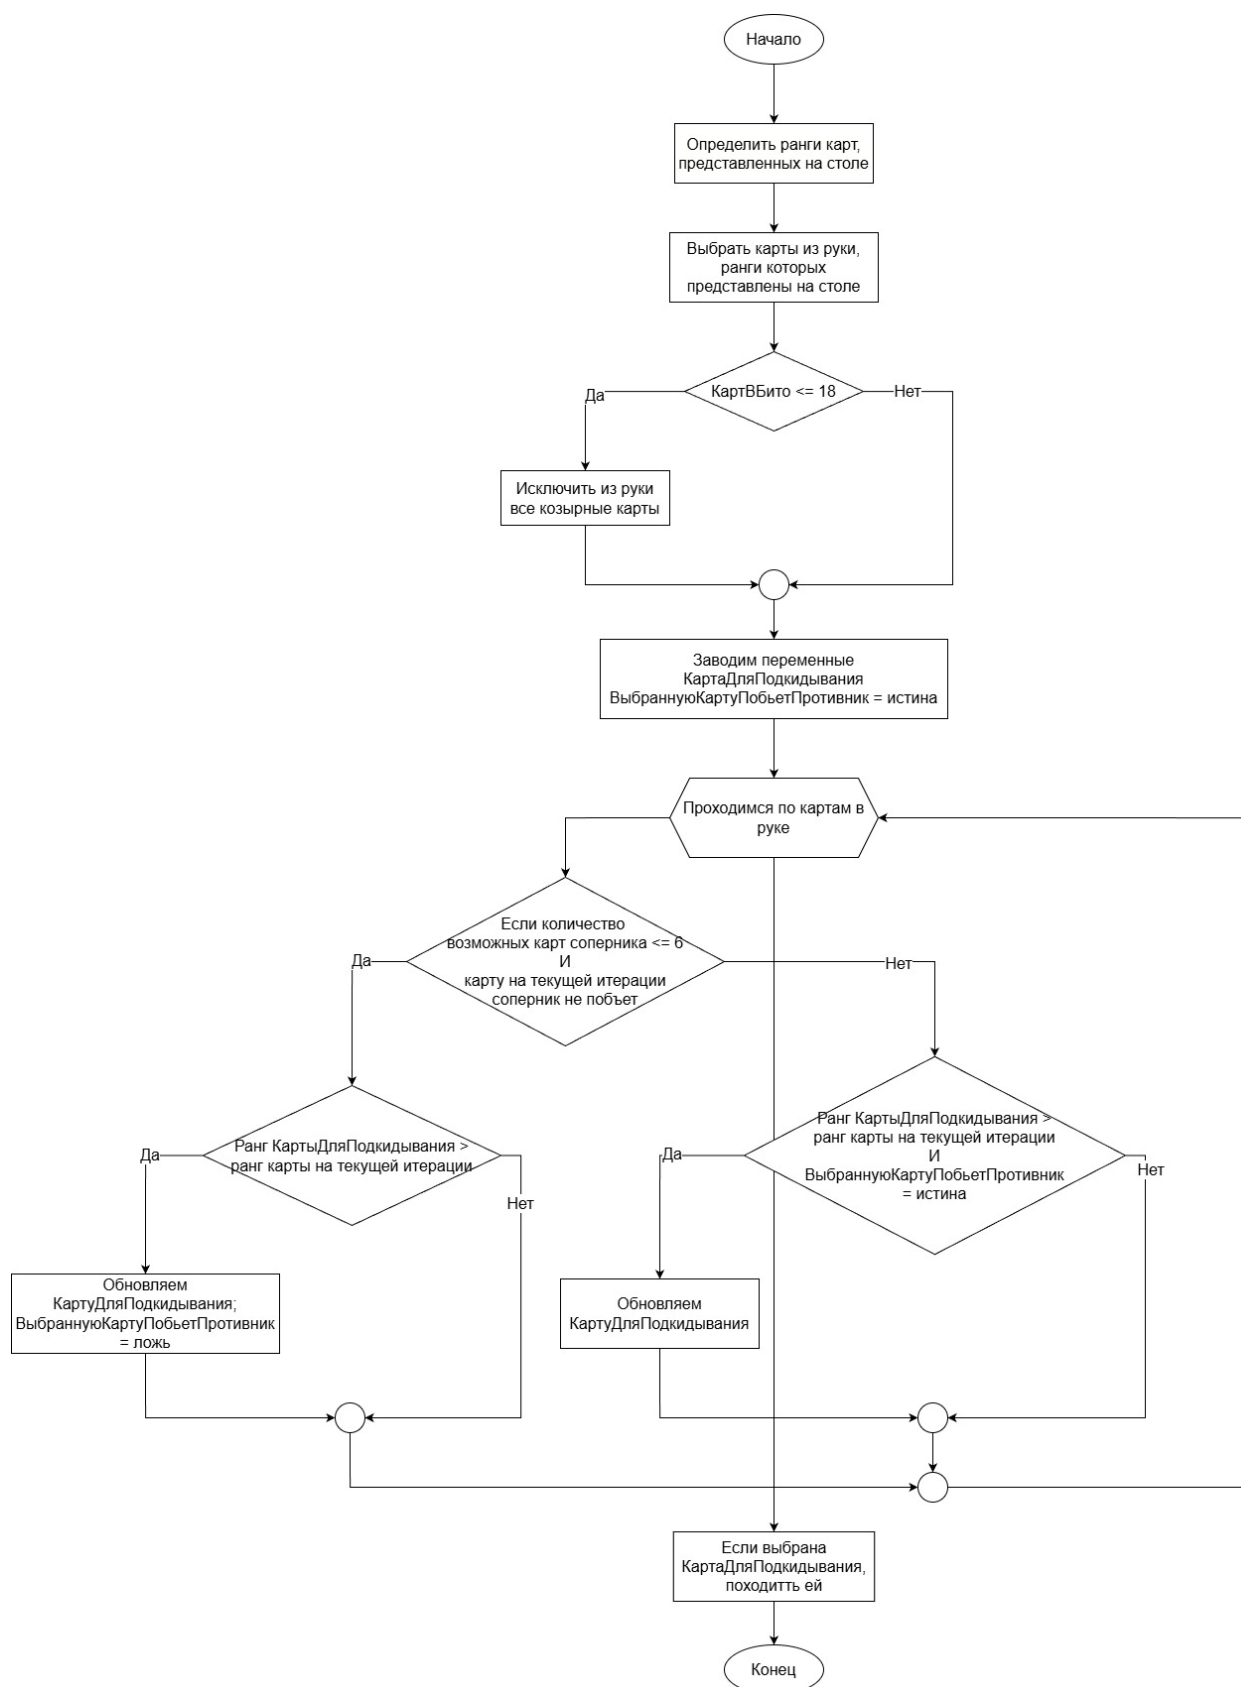 Начало
Определить ранги карт,
представленных на столе
Выбрать карты из руки,
ранги которых
представлены на столе
КартВБито <= 18
Да
Нет
Исключить из руки
все козырные карты
Заводим переменные
КартаДляПодкидывания
ВыбраннуюКартуПобьетПротивник = истина
Проходимся по картам в
руке
Если количество
возможных карт соперника <= 6
И
карту на текущей итерации
соперник не побъет
Да
Нет
Ранг КартыДляПодкидывания >
ранг карты на текущей итерации
Да
Нет
Ранг КартыДляПодкидывания >
ранг карты на текущей итерации
И
ВыбраннуюКартуПобьетПротивник
= истина
Да
Нет
Обновляем
КартуДляПодкидывания;
ВыбраннуюКартуПобьетПротивник
= ложь
Обновляем
КартуДляПодкидывания
Если выбрана
КартаДляПодкидывания,
походитть ей
Конец